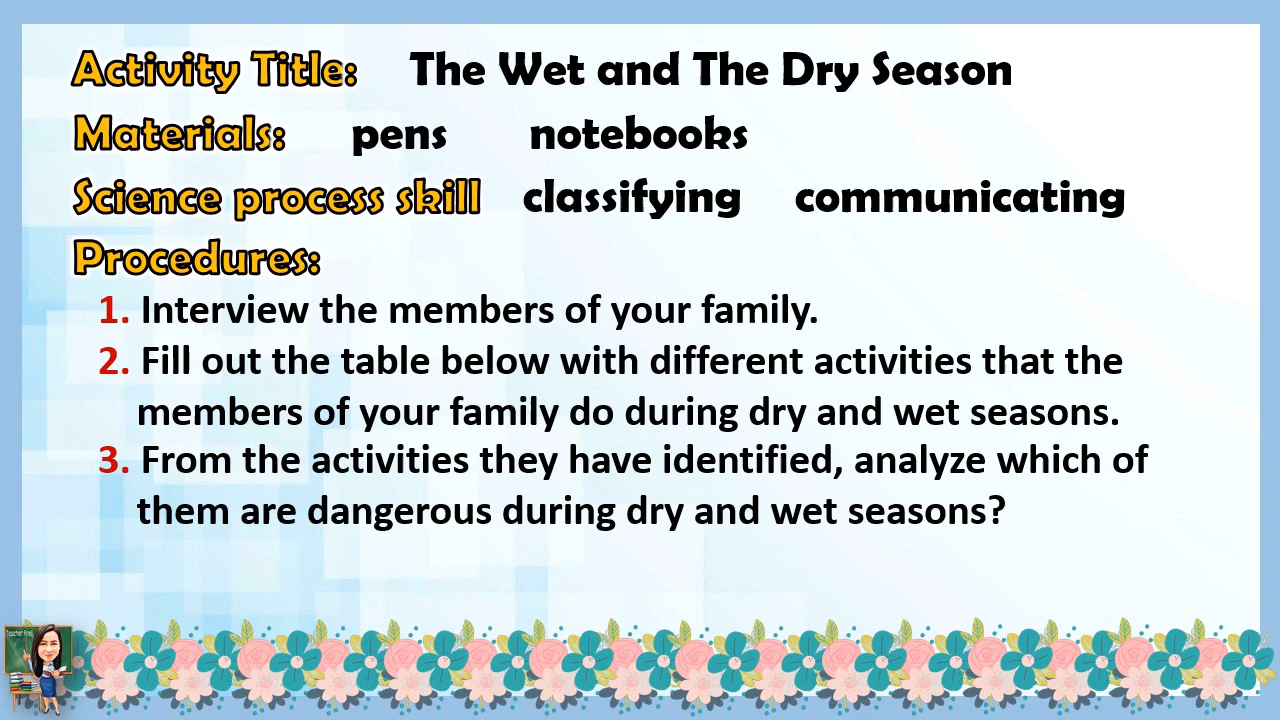 Activity Title: The Wet and The Dry Season
Materials: pens notebooks
Science process skill classifying communicating
Procedures:
1. Interview the members of your family.
2. Fill out the table below with different activities that the
members of your family do during dry and wet seasons.
3. From the activities they have identified, analyze which of
them are dangerous during dry and wet seasons?